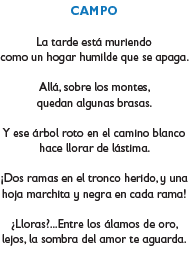 CAMPO
La tarde está muriendo
como un hogar humilde que se apaga.
Allá, sobre los montes,
quedan algunas brasas.
Y ese árbol roto en el camino blanco
hace llorar de lástima.
¡Dos ramas en el tronco herido, y una
hoja marchita y negra en cada rama!
¿Lloras?...Entre los álamos de oro,
lejos, la sombra del amor te aguarda.